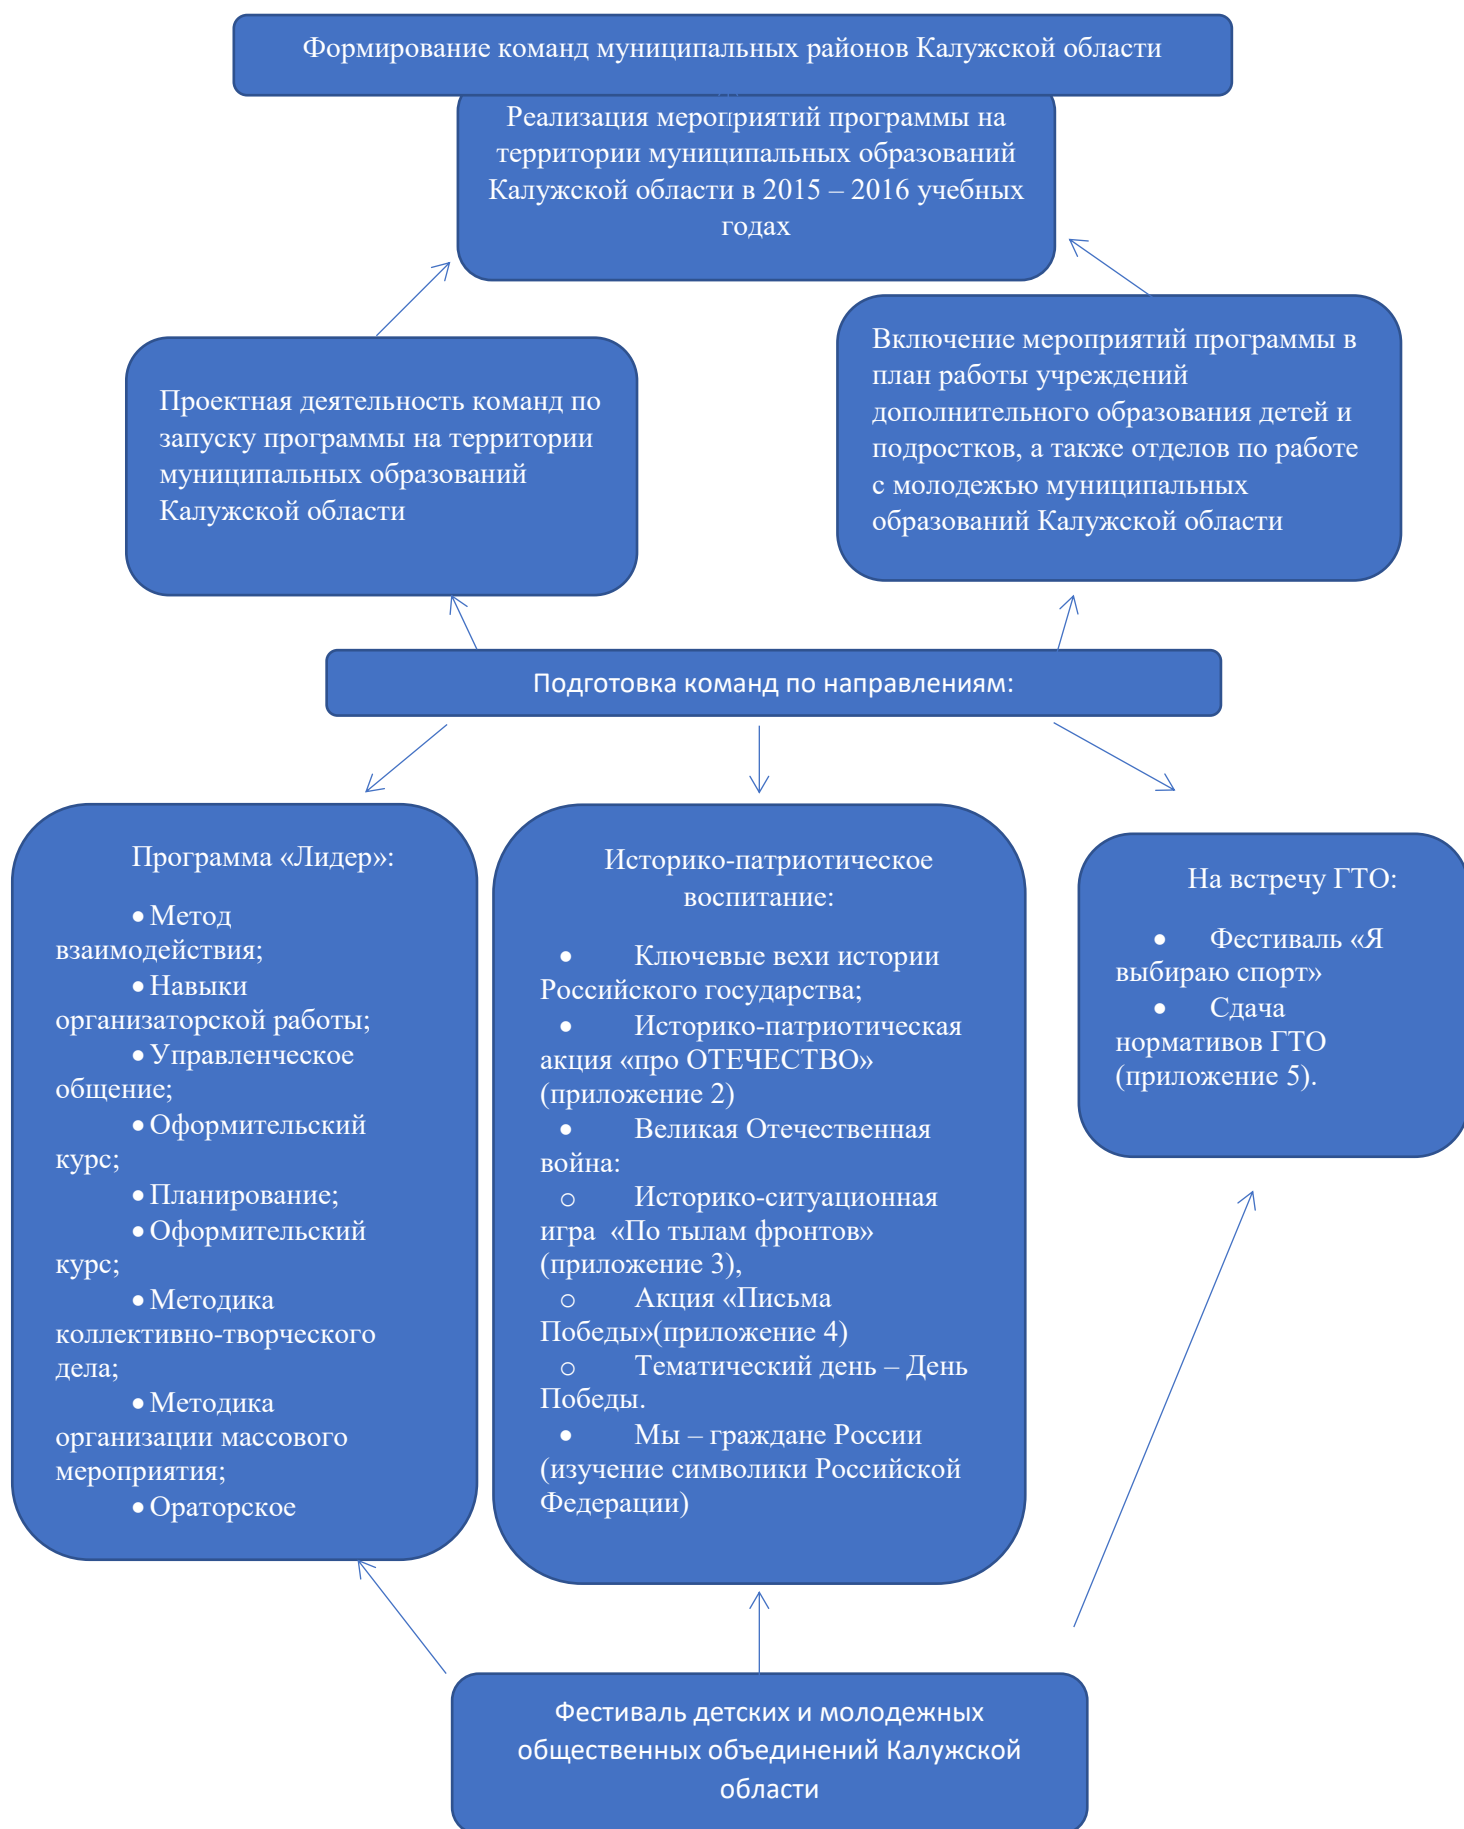 Формирование команд муниципальных районов Калужской области
Реализация мероприятий программы на
территории муниципальных образований
Калужской области в 2015 – 2016 учебных
годах
Проектная деятельность команд по
запуску программы на территории
муниципальных образований
Калужской области
Включение мероприятий программы в
план работы учреждений
дополнительного образования детей и
подростков, а также отделов по работе
с молодежью муниципальных
образований Калужской области
Подготовка команд по направлениям:
Программа «Лидер»:
• Метод
взаимодействия;
• Навыки
организаторской работы;
• Управленческое
общение;
• Оформительский
курс;
• Планирование;
• Оформительский
курс;
• Методика
коллективно-творческого
дела;
• Методика
организации массового
мероприятия;
• Ораторское
Историко-патриотическое
воспитание:
• Ключевые вехи истории
Российского государства;
• Историко-патриотическая
акция «про ОТЕЧЕСТВО»
(приложение 2)
• Великая Отечественная
война:
o Историко-ситуационная
игра «По тылам фронтов»
(приложение 3),
o Акция «Письма
Победы»(приложение 4)
o Тематический день – День
Победы.
• Мы – граждане России
(изучение символики Российской
Федерации)
На встречу ГТО:
• Фестиваль «Я
выбираю спорт»
• Сдача
нормативов ГТО
(приложение 5).
Фестиваль детских и молодежных
общественных объединений Калужской
области